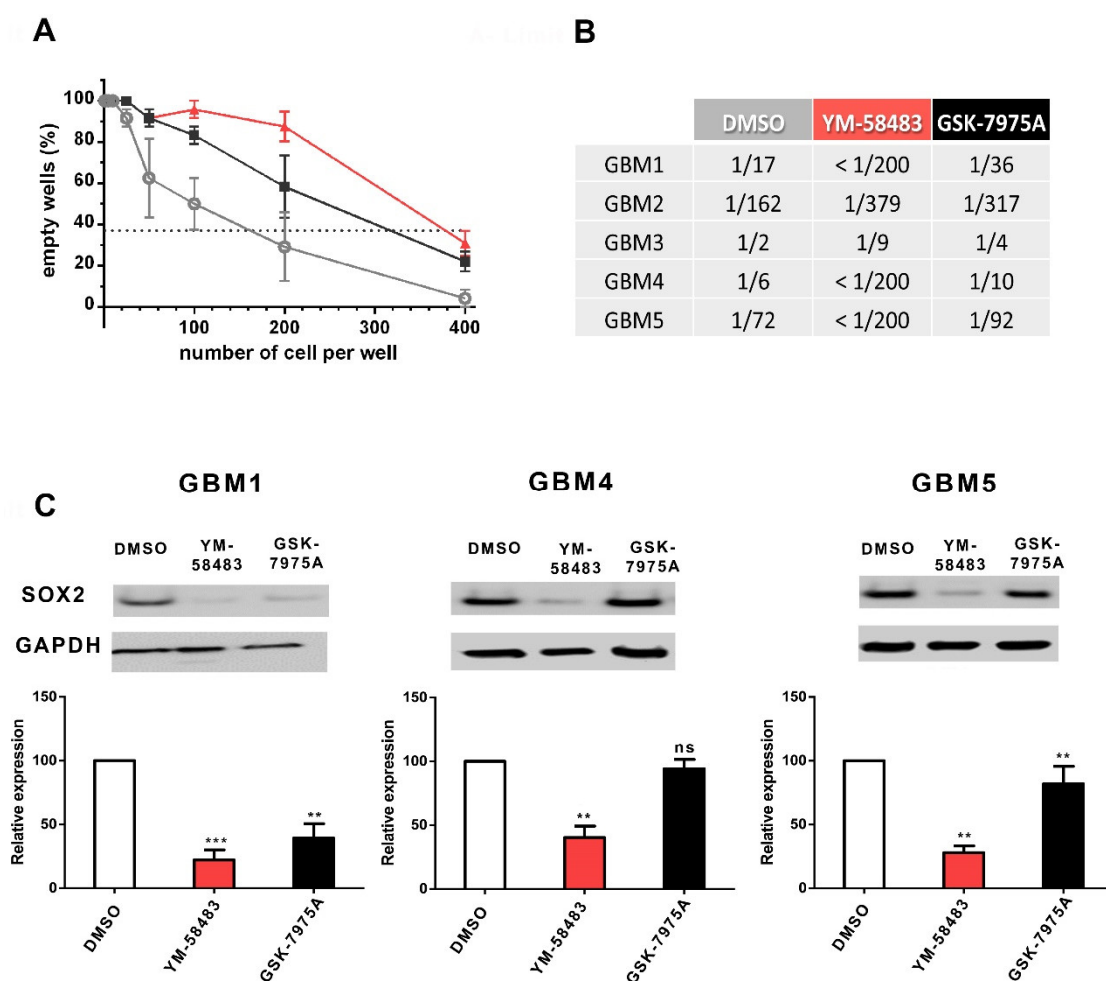 A
empty wells (%)
100
80
60
40
20
0
100 200 300 400
number of cell per well
B
DMSO YM-58483 GSK-7975A
GBM1 1/17 < 1/200 1/36
GBM2 1/162 1/379 1/317
GBM3 1/2 1/9 1/4
GBM4 1/6 < 1/200 1/10
GBM5 1/72 < 1/200 1/92
C
GBM1
DMSO YM-58483 GSK-7975A
SOX2
GAPDH
Relative expression
150
100
50
0
*** **
DMSO YM-58483 GSK-7975A
GBM4
DMSO YM-58483 GSK-7975A
Relative expression
150
100
50
0
** ns
DMSO YM-58483 GSK-7975A
GBM5
DMSO YM-58483 GSK-7975A
Relative expression
150
100
50
0
** **
DMSO YM-58483 GSK-7975A